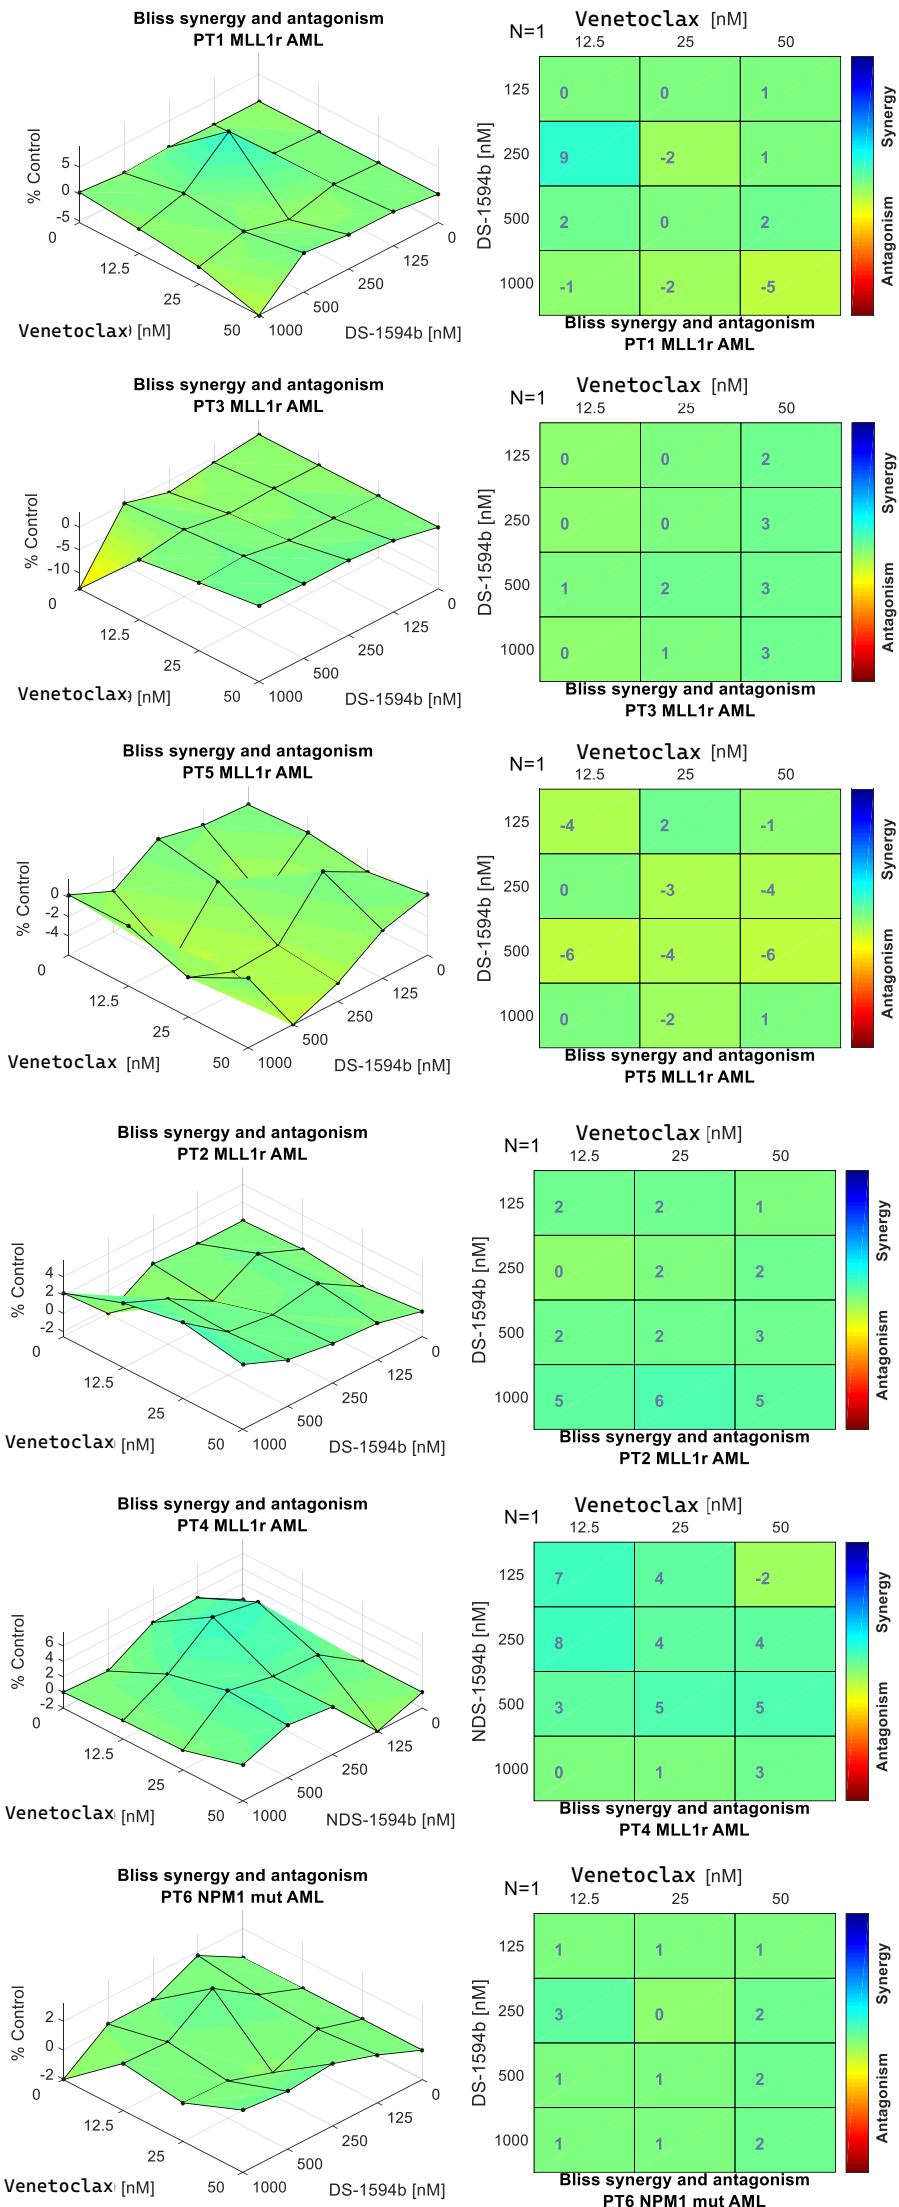 Bliss synergy and antagonism
PT1 MLL1r AML
% Control
5
0
-5
0
12.5
25
50
1000
500
250
125
0
Venetoclax [nM]
DS-1594b [nM]
N=1
Venetoclax [nM]
12.5 25 50
DS-1594b [nM]
125 0 0 1
250 9 -2 1
500 2 0 2
1000 -1 -2 -5
Synergy
Antagonism
Bliss synergy and antagonism
PT1 MLL1r AML
Bliss synergy and antagonism
PT3 MLL1r AML
% Control
0
-5
-10
0
12.5
25
50
1000
500
250
125
0
Venetoclax [nM]
DS-1594b [nM]
N=1
Venetoclax [nM]
12.5 25 50
DS-1594b [nM]
125 0 0 2
250 0 0 3
500 1 2 3
1000 0 1 3
Synergy
Antagonism
Bliss synergy and antagonism
PT3 MLL1r AML
Bliss synergy and antagonism
PT5 MLL1r AML
% Control
0
-2
-4
0
12.5
25
50
1000
500
250
125
0
Venetoclax [nM]
DS-1594b [nM]
N=1
Venetoclax [nM]
12.5 25 50
DS-1594b [nM]
125 -4 2 -1
250 0 -3 -4
500 -6 -4 -6
1000 0 -2 1
Synergy
Antagonism
Bliss synergy and antagonism
PT5 MLL1r AML
Bliss synergy and antagonism
PT2 MLL1r AML
% Control
4
2
0
-2
0
12.5
25
50
1000
500
250
125
0
Venetoclax [nM]
DS-1594b [nM]
N=1
Venetoclax [nM]
12.5 25 50
DS-1594b [nM]
125 2 2 1
250 0 2 2
500 2 2 3
1000 5 6 5
Synergy
Antagonism
Bliss synergy and antagonism
PT2 MLL1r AML
Bliss synergy and antagonism
PT4 MLL1r AML
% Control
6
4
2
0
-2
0
12.5
25
50
1000
500
250
125
0
Venetoclax [nM]
NDS-1594b [nM]
N=1
Venetoclax [nM]
12.5 25 50
NDS-1594b [nM]
125 7 4 -2
250 8 4 4
500 3 5 5
1000 0 1 3
Synergy
Antagonism
Bliss synergy and antagonism
PT4 MLL1r AML
Bliss synergy and antagonism
PT6 NPM1 mut AML
% Control
2
0
-2
0
12.5
25
50
1000
500
250
125
0
Venetoclax [nM]
DS-1594b [nM]
N=1
Venetoclax [nM]
12.5 25 50
DS-1594b [nM]
125 1 1 1
250 3 0 2
500 1 1 2
1000 1 1 2
Synergy
Antagonism
Bliss synergy and antagonism
PT6 NPM1 mut AML